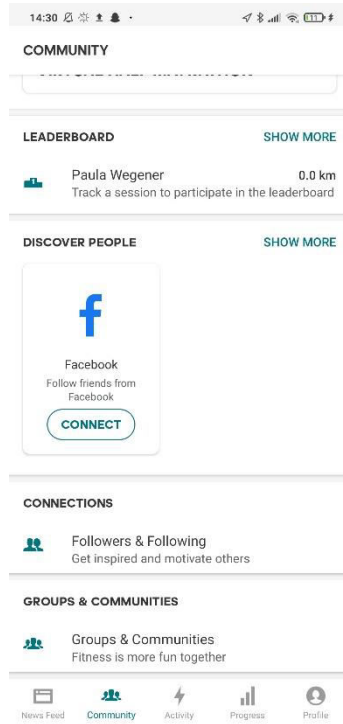 14:30
COMMUNITY
LEADERBOARD
SHOW MORE
Paula Wegener
0.0 km
Track a session to participate in the leaderboard
DISCOVER PEOPLE
SHOW MORE
Facebook
Follow friends from
Facebook
CONNECT
CONNECTIONS
Followers & Following
Get inspired and motivate others
GROUPS & COMMUNITIES
Groups & Communities
Fitness is more fun together
News Feed
Community
Activity
Progress
Profile